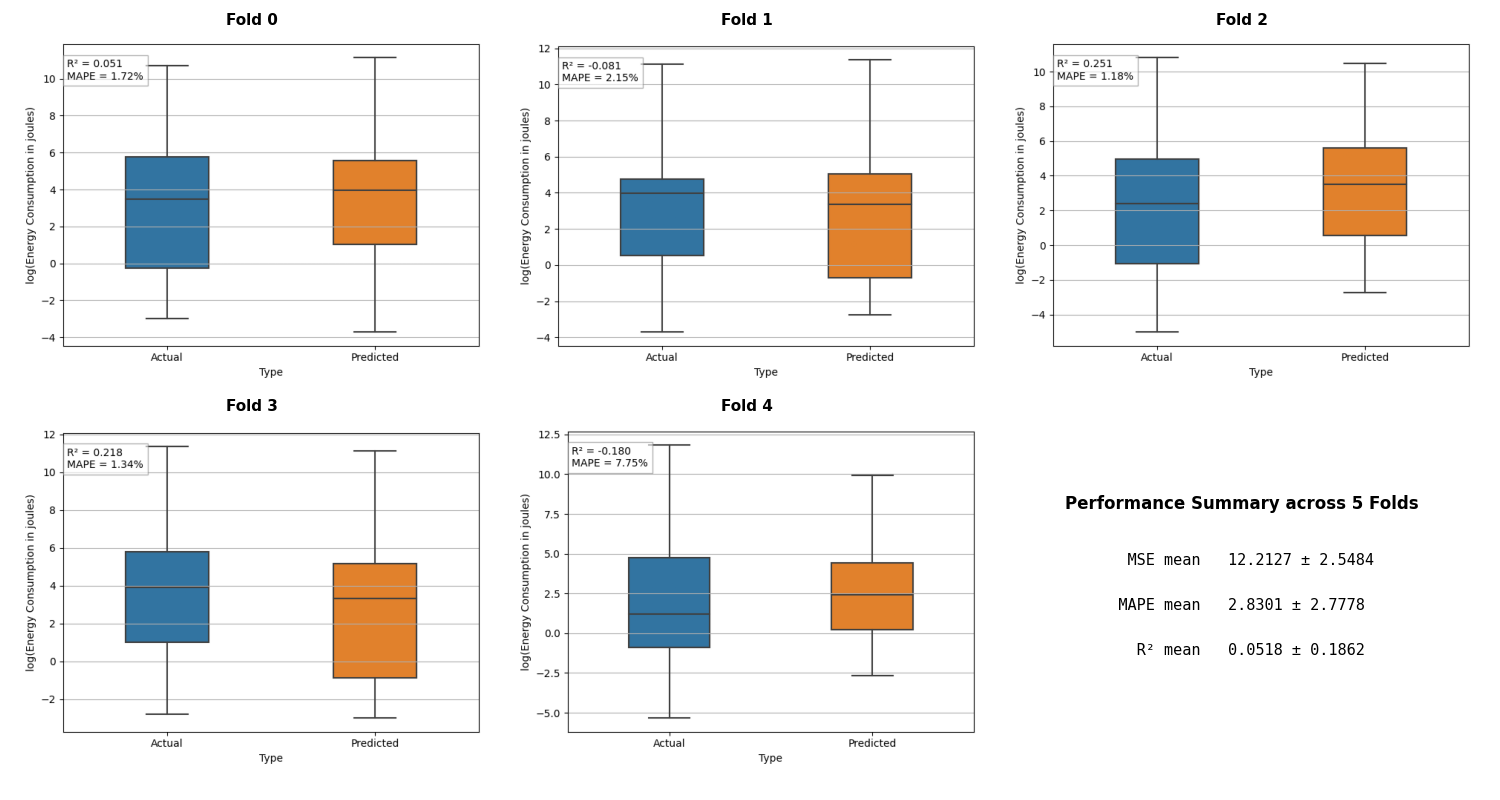 Fold 0
R² = 0.051
MAPE = 1.72%
log(Energy Consumption in joules)
10
8
6
4
2
0
−2
−4
Actual
Predicted
Type
Fold 1
R² = -0.081
MAPE = 2.15%
log(Energy Consumption in joules)
12
10
8
6
4
2
0
−2
−4
Actual
Predicted
Type
Fold 2
R² = 0.251
MAPE = 1.18%
log(Energy Consumption in joules)
10
8
6
4
2
0
−2
−4
Actual
Predicted
Type
Fold 3
R² = 0.218
MAPE = 1.34%
log(Energy Consumption in joules)
12
10
8
6
4
2
0
−2
Actual
Predicted
Type
Fold 4
R² = -0.180
MAPE = 7.75%
log(Energy Consumption in joules)
12.5
10.0
7.5
5.0
2.5
0.0
−2.5
−5.0
Actual
Predicted
Type
Performance Summary across 5 Folds
MSE mean 12.2127 ± 2.5484
MAPE mean 2.8301 ± 2.7778
R² mean 0.0518 ± 0.1862